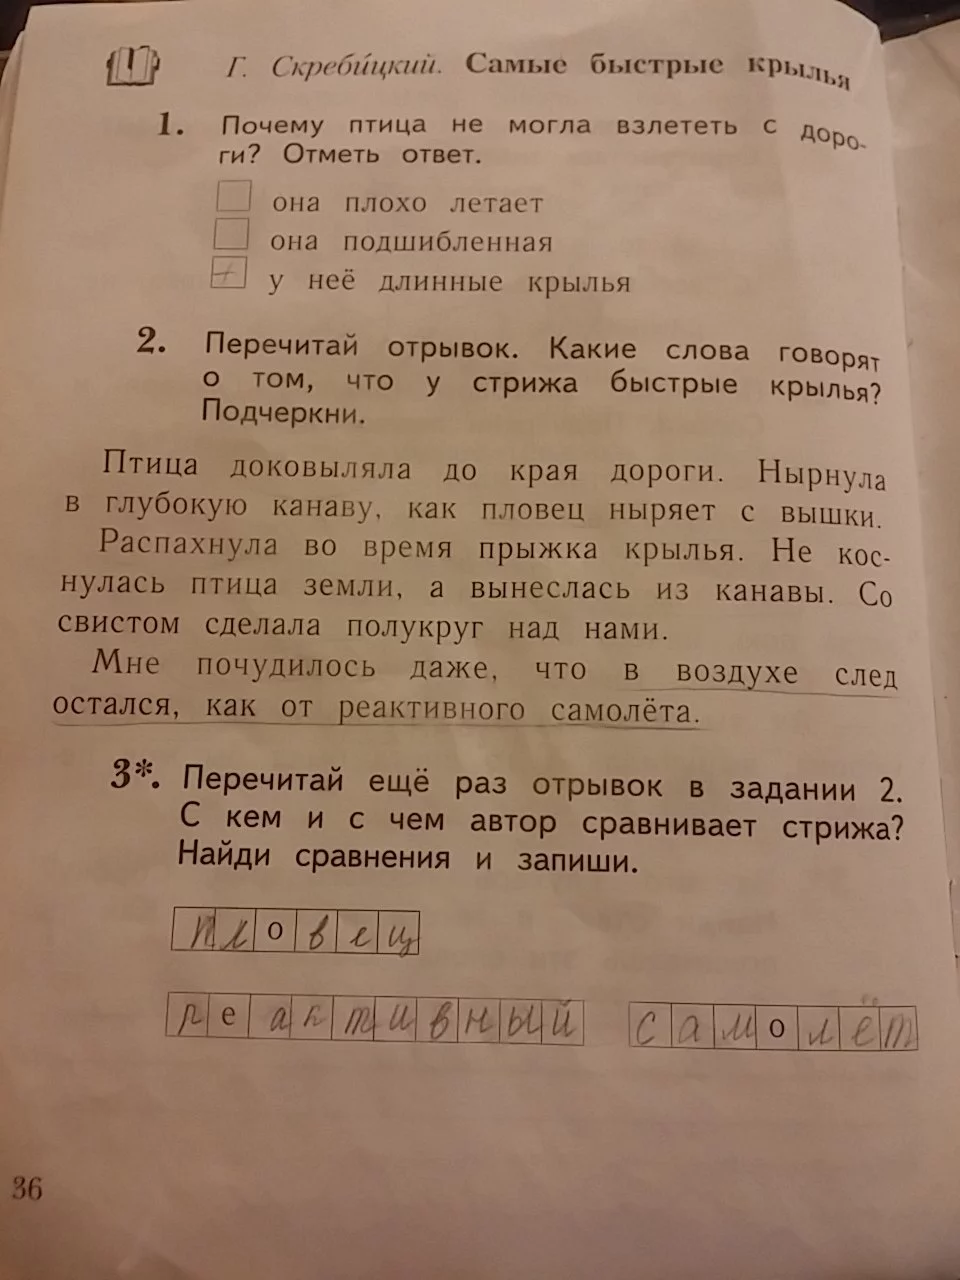 Г. Скреби́цкий. Самые быстрые крылья
1. Почему птица не могла взлететь с доро-
ги? Отметь ответ.
она плохо летает
она подшибленная
+ у неё длинные крылья
2. Перечитай отрывок. Какие слова говорят
о том, что у стрижа быстрые крылья?
Подчеркни.
Птица доковыляла до края дороги. Нырнула
в глубокую канаву, как пловец ныряет с вышки.
Распахнула во время прыжка крылья. Не кос-
нулась птица земли, а вынеслась из канавы. Со
свистом сделала полукруг над нами.
Мне почудилось даже, что в воздухе след
остался, как от реактивного самолёта.
3*. Перечитай ещё раз отрывок в задании 2.
С кем и с чем автор сравнивает стрижа?
Найди сравнения и запиши.
пловец
реактивный самолёт
36